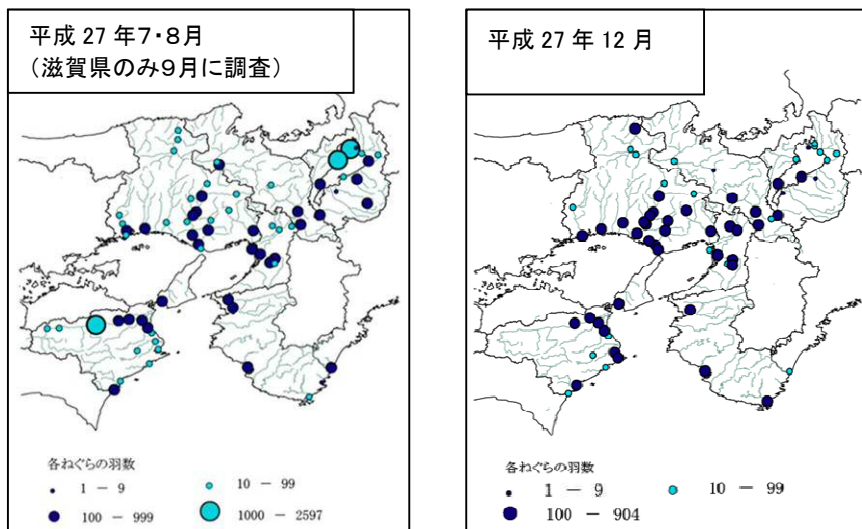 平成 27 年7・8月
(滋賀県のみ9月に調査)
各ねぐらの羽数
1 － 9
10 － 99
100 － 999
1000 － 2597
平成 27 年 12 月
各ねぐらの羽数
1 － 9
10 － 99
100 － 904